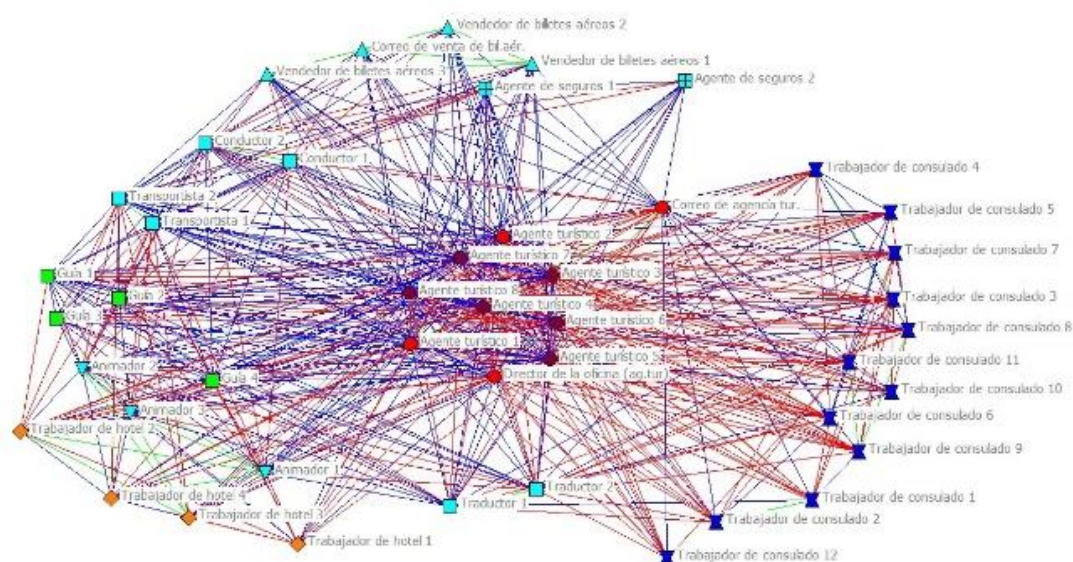 Vendedor de biletes aéreos 2
Correo de venta de bil.aér.
Vendedor de biletes aéreos 1
Vendedor de biletes aéreos 3
Agente de seguros 2
Agente de seguros 1
Conductor 2
Conductor 1
Trabajador de consulado 4
Transportista 2
Correo de agencia tur.
Trabajador de consulado 5
Transportista 1
Agente turístico 2
Trabajador de consulado 7
Agente turístico 7
Guía 1
Agente turístico 3
Agente turístico 8
Guía 2
Trabajador de consulado 3
Agente turístico 4
Guía 3
Agente turístico 6
Trabajador de consulado 8
Agente turístico 1
Agente turístico 5
Trabajador de consulado 11
Animador 2
Director de la oficina (ag.tur)
Guía 4
Trabajador de consulado 10
Animador 3
Trabajador de consulado 6
Trabajador de hotel 2
Trabajador de consulado 9
Animador 1
Traductor 2
Trabajador de hotel 4
Trabajador de consulado 1
Traductor 1
Trabajador de hotel 3
Trabajador de consulado 2
Trabajador de hotel 1
Trabajador de consulado 12